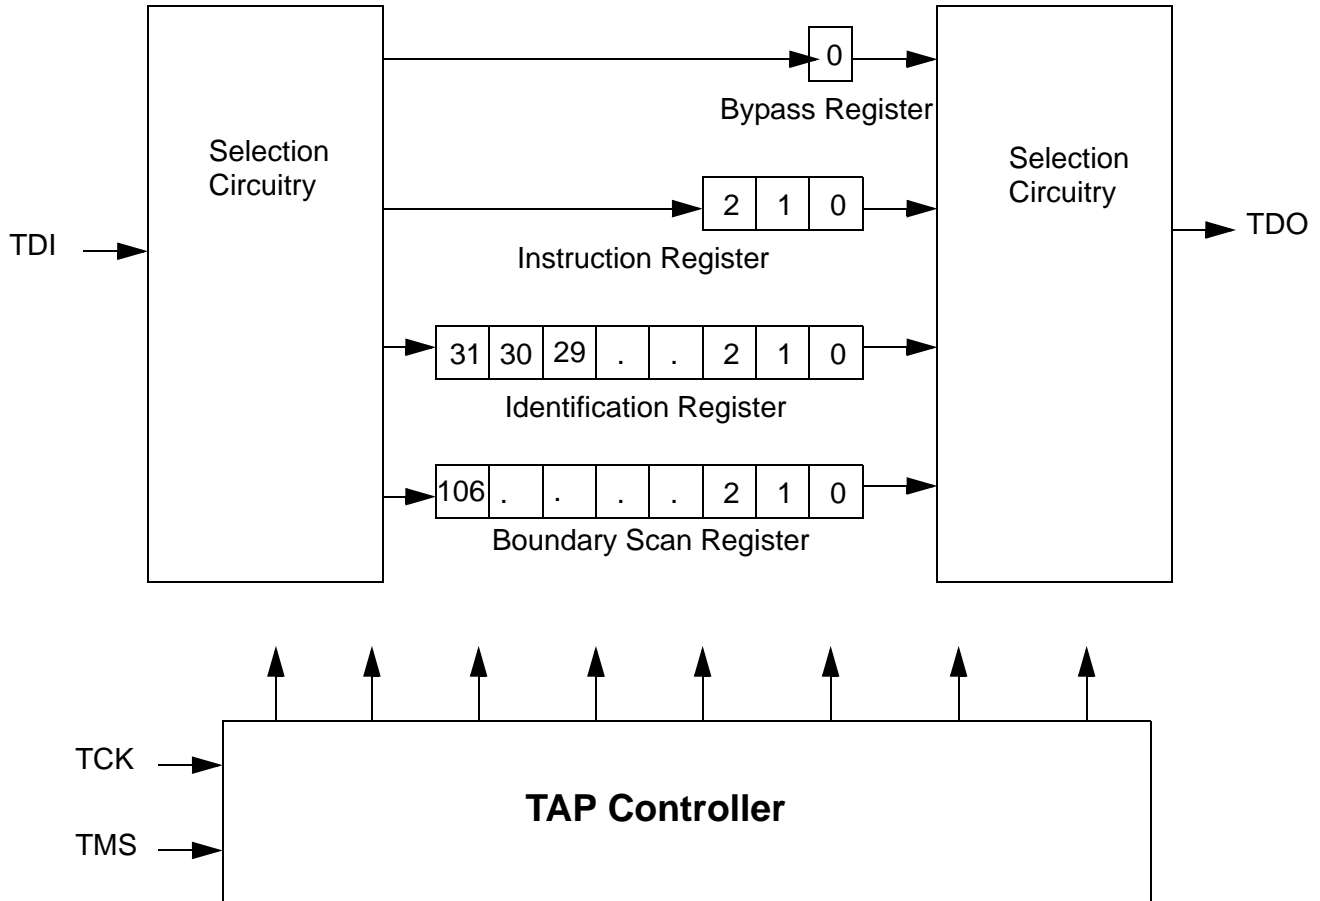 0
Bypass Register
Selection
Circuitry
Selection
Circuitry
2 1 0
TDI
TDO
Instruction Register
31 30 29 . . 2 1 0
Identification Register
106 . . . . 2 1 0
Boundary Scan Register
TCK
TAP Controller
TMS